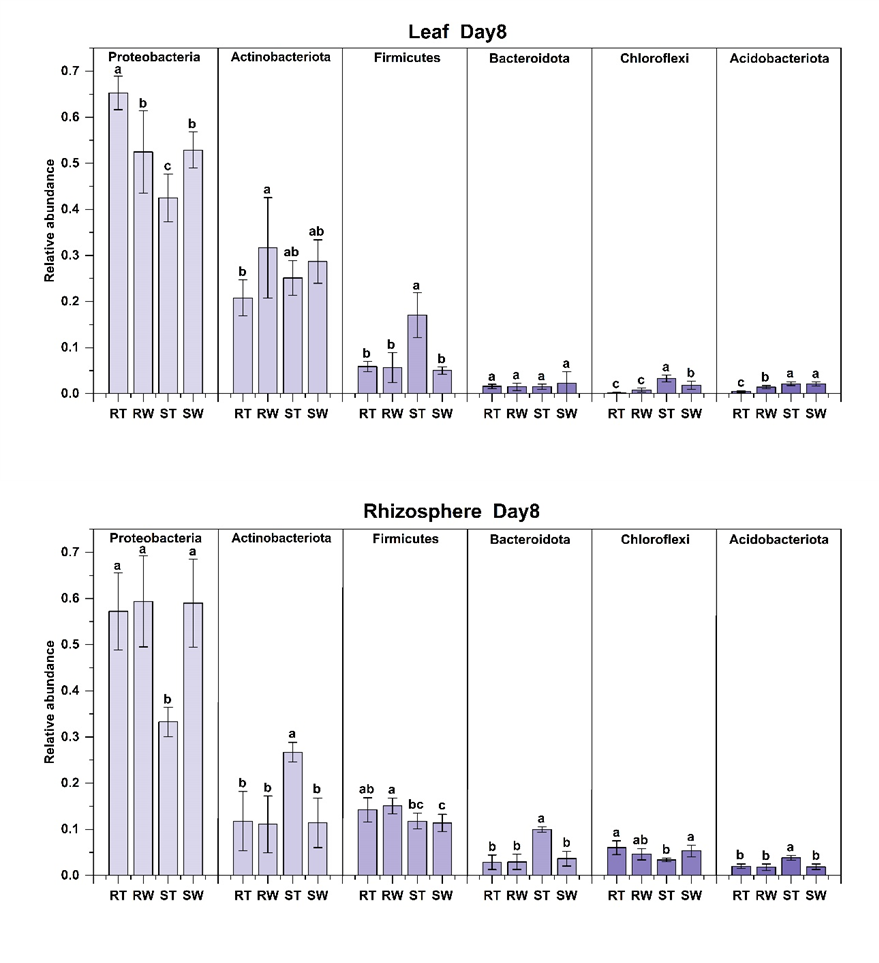 Leaf Day8
Proteobacteria Actinobacteriota Firmicutes Bacteroidota Chloroflexi Acidobacteriota
Relative abundance
0.7
0.6
0.5
0.4
0.3
0.2
0.1
0.0
a b c b
b a ab ab
b b a b
a a a a
c c a b
c b a a
RT RW ST SW RT RW ST SW RT RW ST SW RT RW ST SW RT RW ST SW RT RW ST SW
Rhizosphere Day8
Proteobacteria Actinobacteriota Firmicutes Bacteroidota Chloroflexi Acidobacteriota
Relative abundance
0.7
0.6
0.5
0.4
0.3
0.2
0.1
0.0
a a b a
b b a b
ab a bc c
b b a b
a ab b a
b b a b
RT RW ST SW RT RW ST SW RT RW ST SW RT RW ST SW RT RW ST SW RT RW ST SW